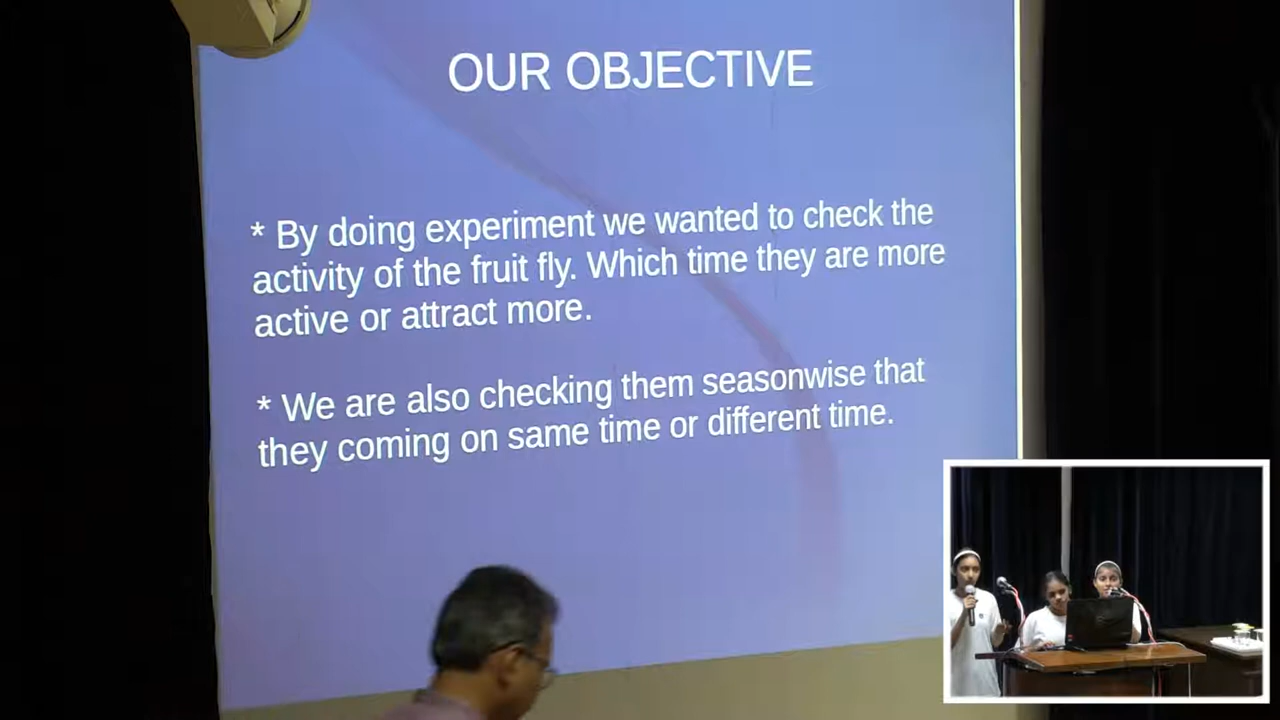 OUR OBJECTIVE
* By doing experiment we wanted to check the
activity of the fruit fly. Which time they are more
active or attract more.
* We are also checking them seasonwise that
they coming on same time or different time.